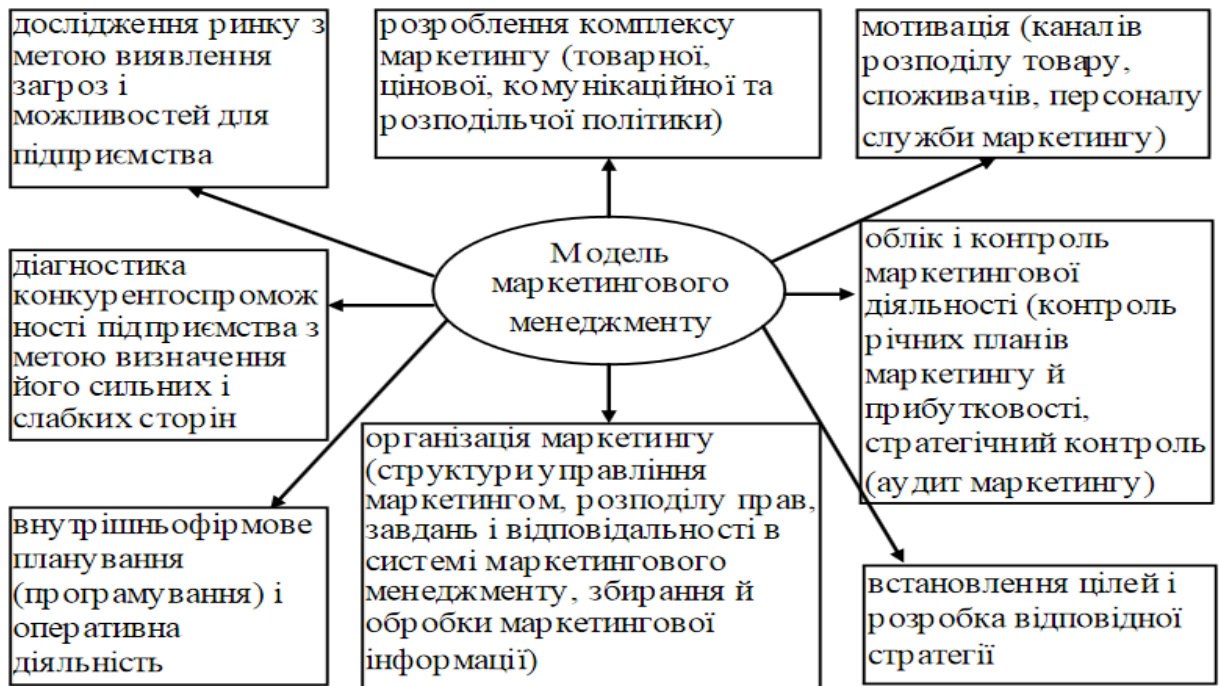 дослідження ринку з
метою виявлення
загроз і
можливостей для
підприємства
розроблення комплексу
маркетингу (товарної,
цінової, комунікаційної та
розподільчої політики)
мотивація (каналів
розподілу товару,
споживачів, персоналу
служби маркетингу)
Модель
маркетингового
менеджменту
діагностика
конкурентоспромож
ності підприємства з
метою визначення
його сильних і
слабких сторін
облік і контроль
маркетингової
діяльності (контроль
річних планів
маркетингу й
прибутковості,
стратегічний контроль
(аудит маркетингу)
внутрішньофірмове
планування
(програмування) і
оперативна
діяльність
організація маркетингу
(структури управління
маркетингом, розподілу прав,
завдань і відповідальності в
системі маркетингового
менеджменту, збирання й
обробки маркетингової
інформації)
встановлення цілей і
розробка відповідної
стратегії